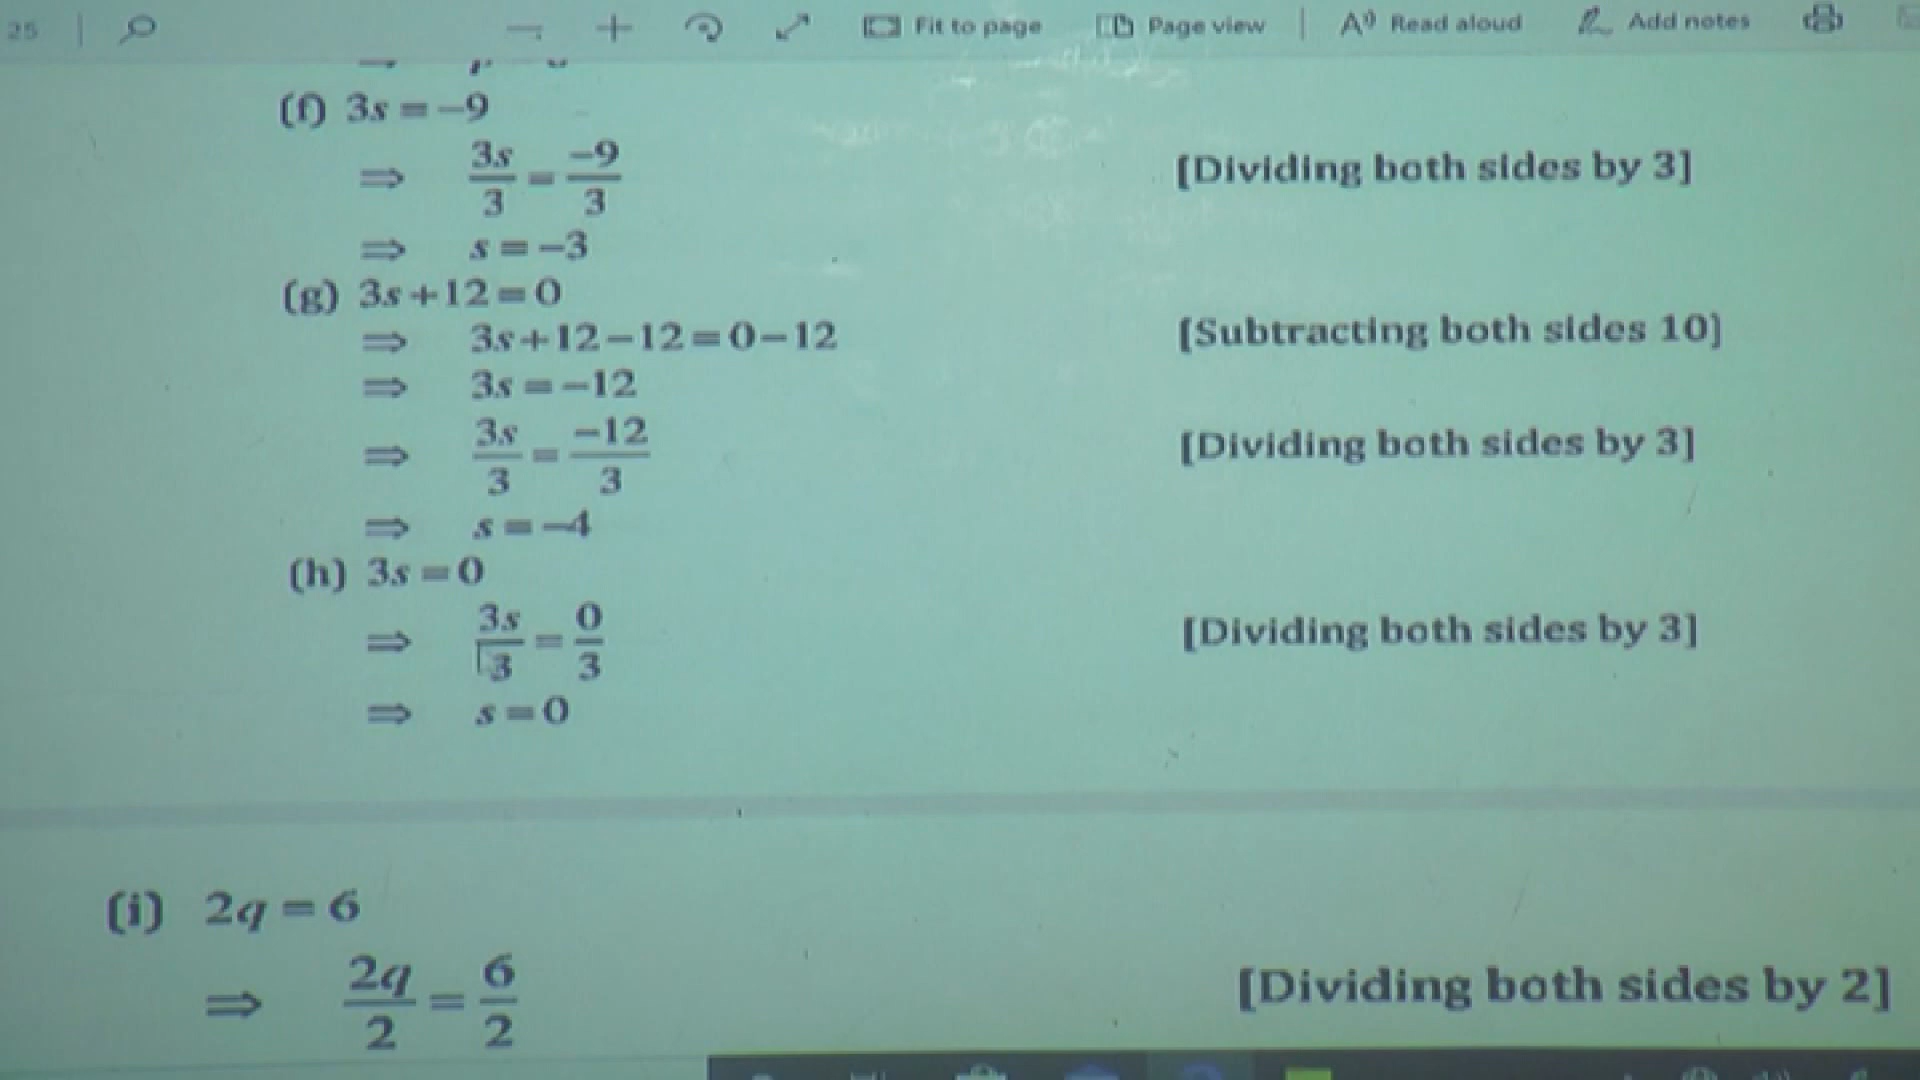 25 Fit to page Page view Read aloud Add notes
(f) 3s = −9
⇒ 3s/3 = −9/3 [Dividing both sides by 3]
⇒ s = −3
(g) 3s + 12 = 0
⇒ 3s + 12 − 12 = 0 − 12 [Subtracting both sides 10]
⇒ 3s = −12
⇒ 3s/3 = −12/3 [Dividing both sides by 3]
⇒ s = −4
(h) 3s = 0
⇒ 3s/3 = 0/3 [Dividing both sides by 3]
⇒ s = 0
(i) 2q = 6
⇒ 2q/2 = 6/2 [Dividing both sides by 2]